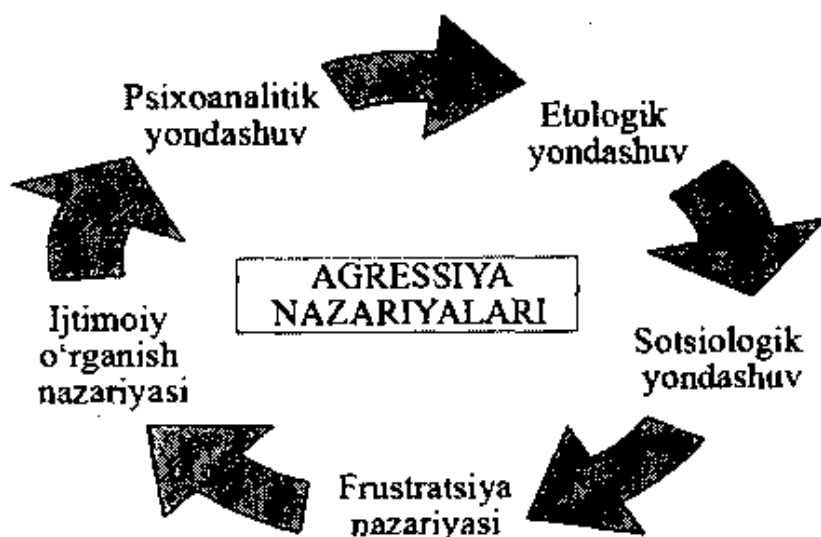 Psixoanalitik
yondashuv
Etologik
yondashuv
AGRESSIYA
NAZARIYALARI
Ijtimoiy
o‘rganish
nazariyasi
Sotsiologik
yondashuv
Frustratsiya
nazariyasi